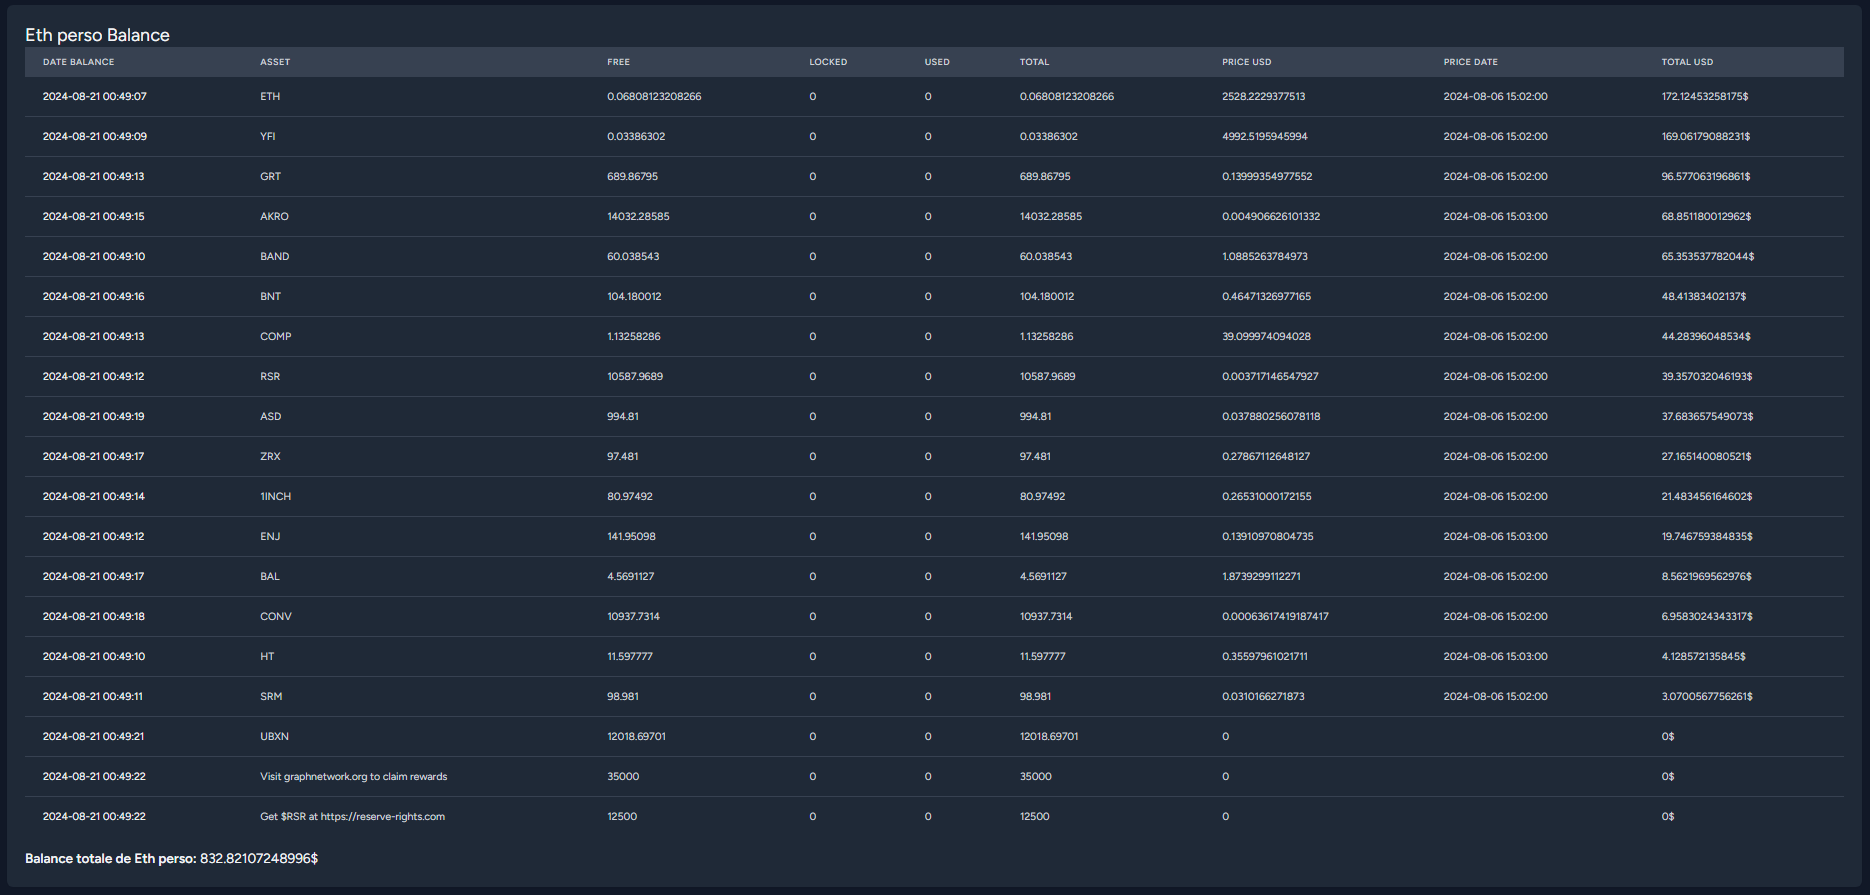 Eth perso Balance
DATE BALANCE ASSET FREE LOCKED USED TOTAL PRICE USD PRICE DATE TOTAL USD
2024-08-21 00:49:07 ETH 0.06808123208266 0 0 0.06808123208266 2528.2229377513 2024-08-06 15:02:00 172.12453258175$
2024-08-21 00:49:09 YFI 0.03386302 0 0 0.03386302 4992.5195945994 2024-08-06 15:02:00 169.06179088231$
2024-08-21 00:49:13 GRT 689.86795 0 0 689.86795 0.13999354977552 2024-08-06 15:02:00 96.577063196861$
2024-08-21 00:49:15 AKRO 14032.28585 0 0 14032.28585 0.004906626101332 2024-08-06 15:03:00 68.851180012962$
2024-08-21 00:49:10 BAND 60.038543 0 0 60.038543 1.0885263784973 2024-08-06 15:02:00 65.353537782044$
2024-08-21 00:49:16 BNT 104.180012 0 0 104.180012 0.46471326977165 2024-08-06 15:02:00 48.41383402137$
2024-08-21 00:49:13 COMP 1.13258286 0 0 1.13258286 39.099974094028 2024-08-06 15:02:00 44.28396048534$
2024-08-21 00:49:12 RSR 10587.9689 0 0 10587.9689 0.003717146547927 2024-08-06 15:02:00 39.357032046193$
2024-08-21 00:49:19 ASD 994.81 0 0 994.81 0.037880256078118 2024-08-06 15:02:00 37.683657549073$
2024-08-21 00:49:17 ZRX 97.481 0 0 97.481 0.27867112648127 2024-08-06 15:02:00 27.165140080521$
2024-08-21 00:49:14 1INCH 80.97492 0 0 80.97492 0.26531000172155 2024-08-06 15:02:00 21.483456164602$
2024-08-21 00:49:12 ENJ 141.95098 0 0 141.95098 0.13910970804735 2024-08-06 15:03:00 19.746759384835$
2024-08-21 00:49:17 BAL 4.5691127 0 0 4.5691127 1.8739299112271 2024-08-06 15:02:00 8.5621969562976$
2024-08-21 00:49:18 CONV 10937.7314 0 0 10937.7314 0.00063617419187417 2024-08-06 15:02:00 6.9583024343317$
2024-08-21 00:49:10 HT 11.597777 0 0 11.597777 0.35597961021711 2024-08-06 15:03:00 4.128572135845$
2024-08-21 00:49:11 SRM 98.981 0 0 98.981 0.0310166271873 2024-08-06 15:02:00 3.0700567756261$
2024-08-21 00:49:21 UBXN 12018.69701 0 0 12018.69701 0 0$
2024-08-21 00:49:22 Visit graphnetwork.org to claim rewards 35000 0 0 35000 0 0$
2024-08-21 00:49:22 Get $RSR at https://reserve-rights.com 12500 0 0 12500 0 0$
Balance totale de Eth perso: 832.82107248996$